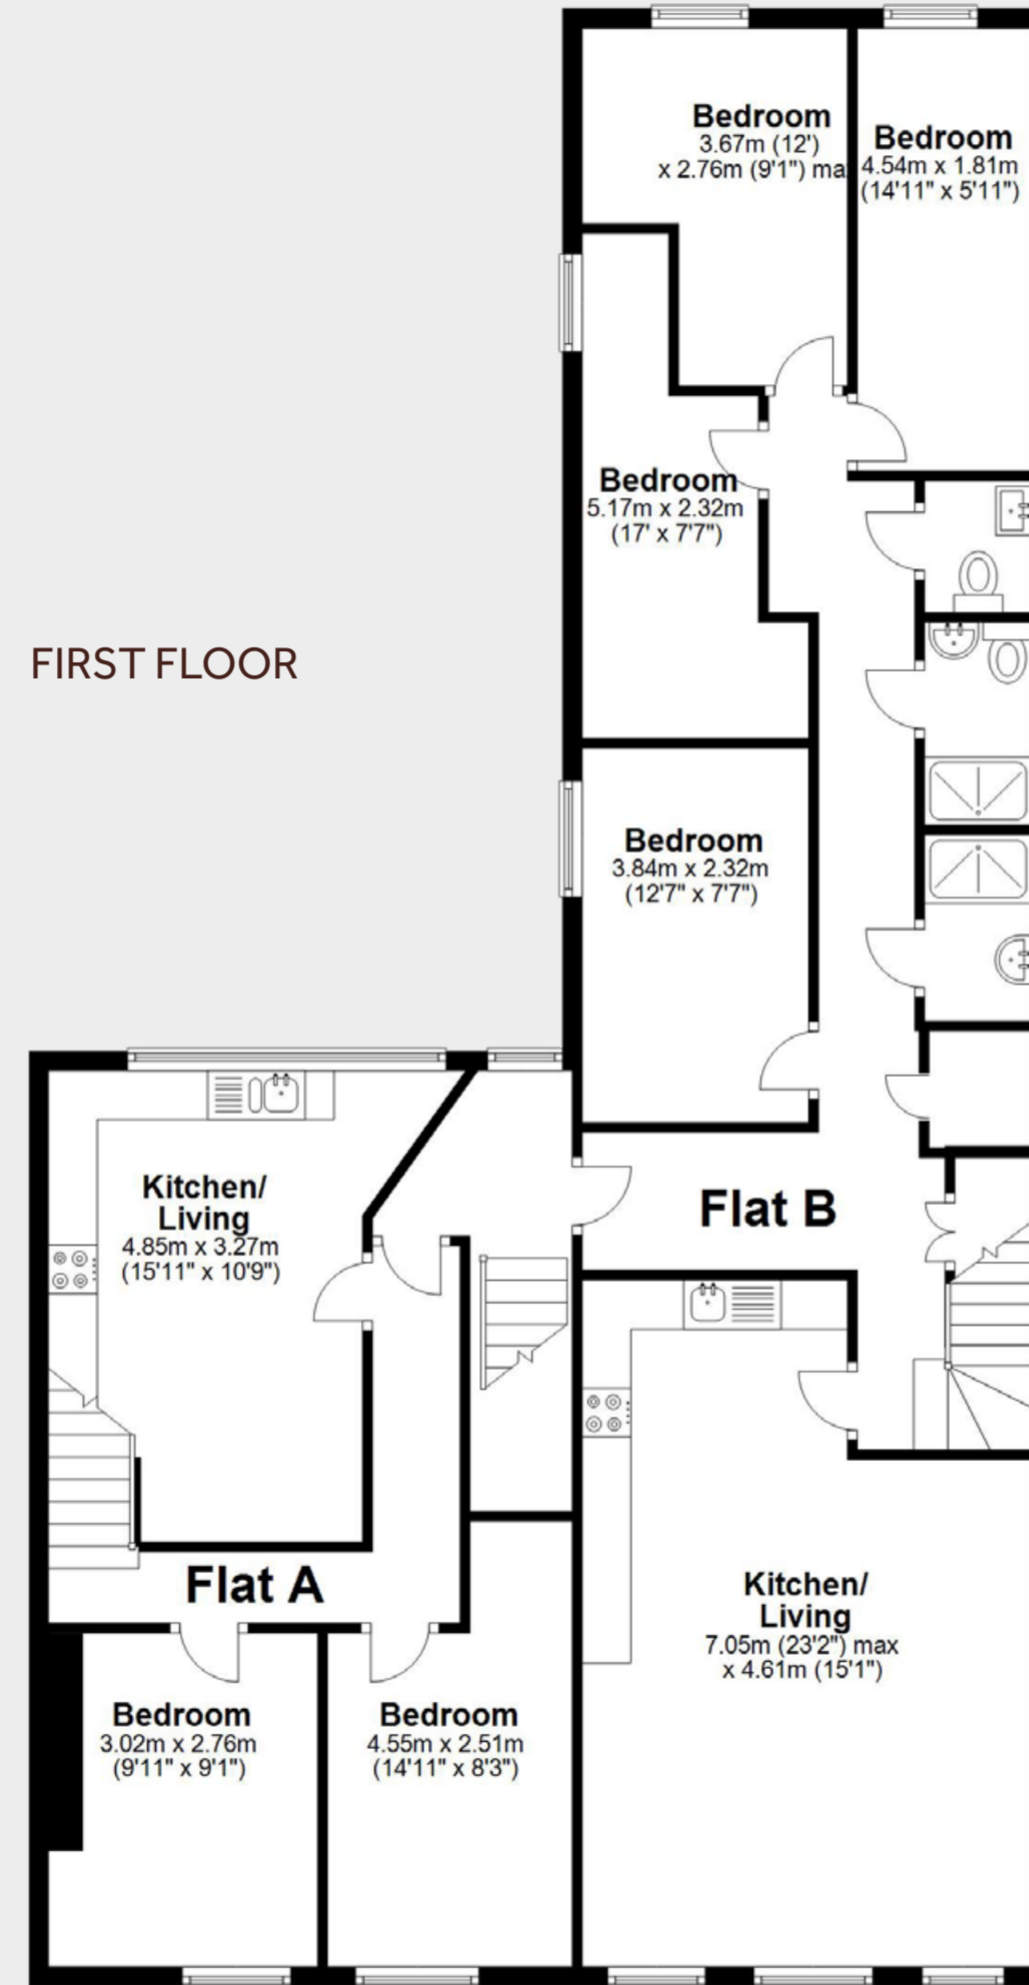 Bedroom
3.67m (12')
x 2.76m (9'1") ma
Bedroom
4.54m x 1.81m
(14'11" x 5'11")
Bedroom
5.17m x 2.32m
(17' x 7'7")
FIRST FLOOR
Bedroom
3.84m x 2.32m
(12'7" x 7'7")
Kitchen/
Living
4.85m x 3.27m
(15'11" x 10'9")
Flat B
Flat A
Kitchen/
Living
7.05m (23'2") max
x 4.61m (15'1")
Bedroom
3.02m x 2.76m
(9'11" x 9'1")
Bedroom
4.55m x 2.51m
(14'11" x 8'3")